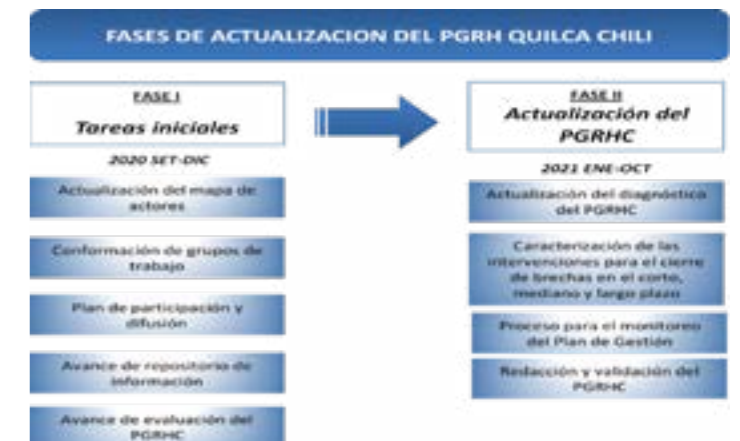 FASES DE ACTUALIZACION DEL PGRH QUILCA CHILI
FASE I
Tareas iniciales
2020 SET-DIC
Actualización del mapa de
actores
Conformación de grupos de
trabajo
Plan de participación y
difusión
Avance de repositorio de
información
Avance de evaluación del
PGRHC
FASE II
Actualización del
PGRHC
2021 ENE-OCT
Actualización del diagnóstico
del PGRHC
Caracterización de las
intervenciones para el cierre
de brechas en el corto,
mediano y largo plazo
Proceso para el monitoreo
del Plan de Gestión
Redacción y validación del
PGRHC